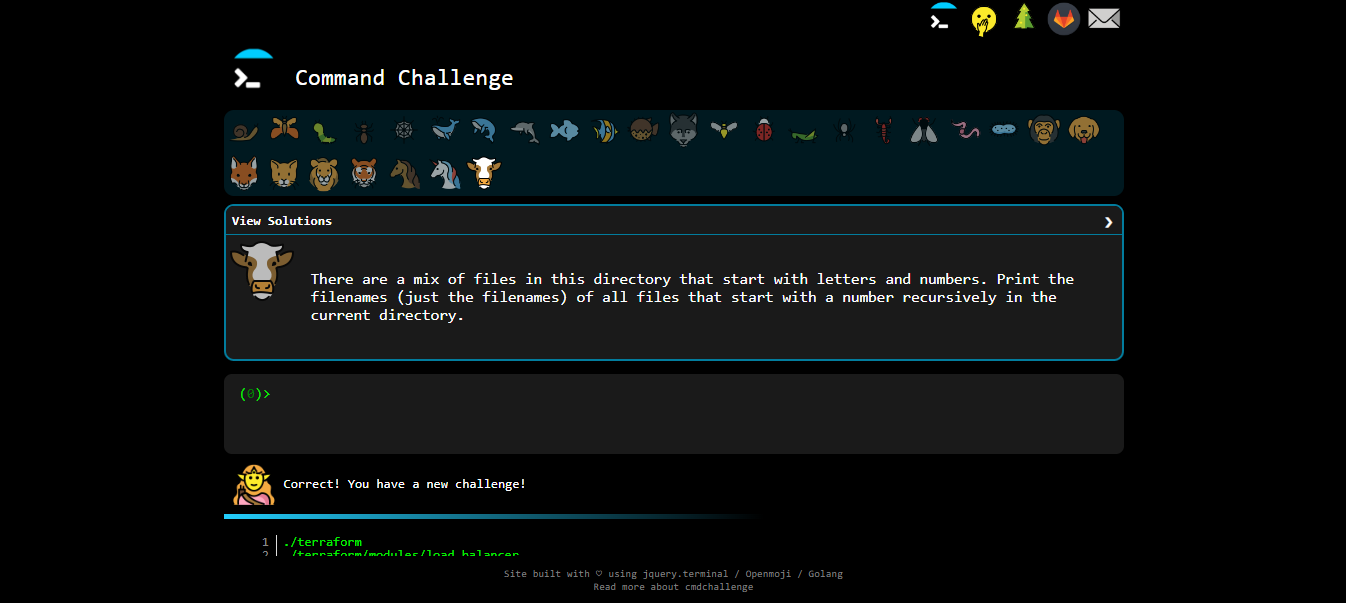 Command Challenge
View Solutions
There are a mix of files in this directory that start with letters and numbers. Print the
filenames (just the filenames) of all files that start with a number recursively in the
current directory.
(0)>
Correct! You have a new challenge!
1 ./terraform
2 ./terraform/modules/load_balancer
Site built with ♡ using jquery.terminal / Openmoji / Golang
Read more about cmdchallenge